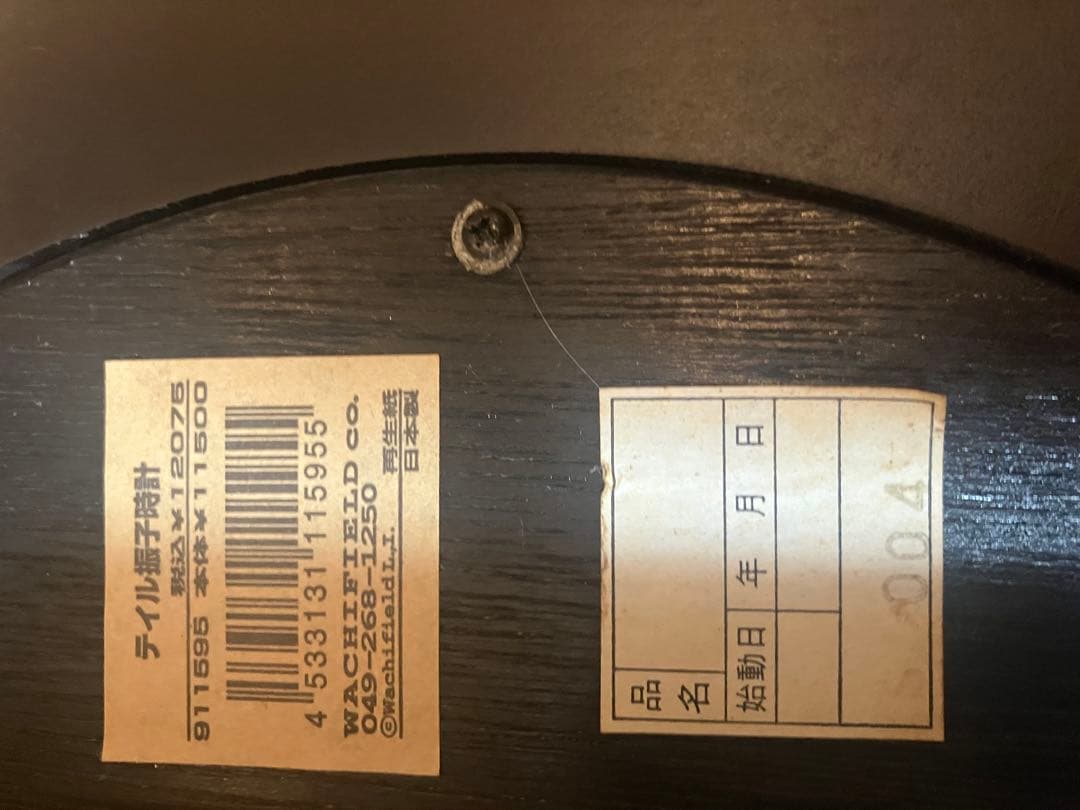 テイル振子時計
税込¥12075
911595 本体¥11500
4 533131 115955
WACHIFIELD CO.
049-268-1250 再生紙
©Wachifield L.,I. 日本製
品名
始動日 年 月 日
004